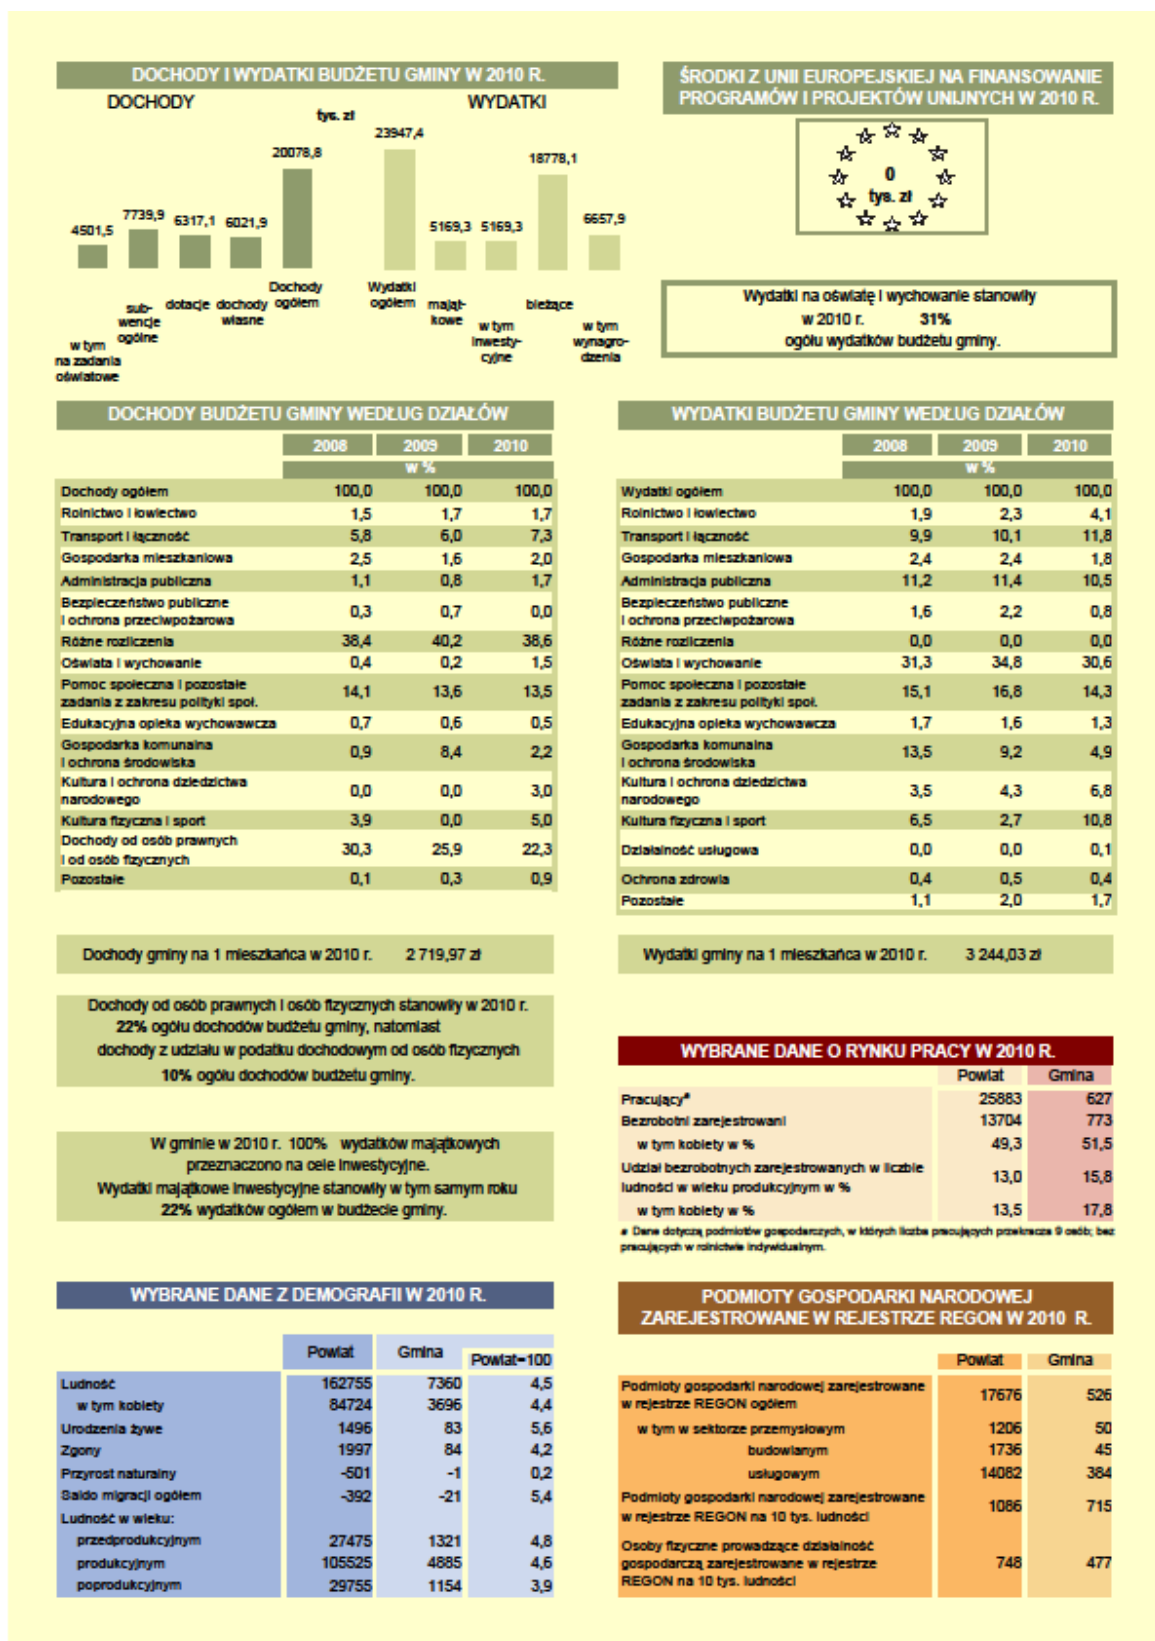 DOCHODY I WYDATKI BUDŻETU GMINY W 2010 R.
DOCHODY
WYDATKI
tys. zł
4501,5
7739,9
6317,1
6021,9
20078,8
23947,4
5169,3
5169,3
18778,1
6657,9
w tym
na zadania
oświatowe
sub-
wencje
ogólne
dotacje
dochody
własne
Dochody
ogółem
Wydatki
ogółem
mająt-
kowe
w tym
inwesty-
cyjne
bieżące
w tym
wynagro-
dzenia
ŚRODKI Z UNII EUROPEJSKIEJ NA FINANSOWANIE
PROGRAMÓW I PROJEKTÓW UNIJNYCH W 2010 R.
0
tys. zł
Wydatki na oświatę i wychowanie stanowiły
w 2010 r. 31%
ogółu wydatków budżetu gminy.
DOCHODY BUDŻETU GMINY WEDŁUG DZIAŁÓW
2008 2009 2010
w %
Dochody ogółem 100,0 100,0 100,0
Rolnictwo i łowiectwo 1,5 1,7 1,7
Transport i łączność 5,8 6,0 7,3
Gospodarka mieszkaniowa 2,5 1,6 2,0
Administracja publiczna 1,1 0,8 1,7
Bezpieczeństwo publiczne
i ochrona przeciwpożarowa 0,3 0,7 0,0
Różne rozliczenia 38,4 40,2 38,6
Oświata i wychowanie 0,4 0,2 1,5
Pomoc społeczna i pozostałe
zadania z zakresu polityki społ. 14,1 13,6 13,5
Edukacyjna opieka wychowawcza 0,7 0,6 0,5
Gospodarka komunalna
i ochrona środowiska 0,9 8,4 2,2
Kultura i ochrona dziedzictwa
narodowego 0,0 0,0 3,0
Kultura fizyczna i sport 3,9 0,0 5,0
Dochody od osób prawnych
i od osób fizycznych 30,3 25,9 22,3
Pozostałe 0,1 0,3 0,9
WYDATKI BUDŻETU GMINY WEDŁUG DZIAŁÓW
2008 2009 2010
w %
Wydatki ogółem 100,0 100,0 100,0
Rolnictwo i łowiectwo 1,9 2,3 4,1
Transport i łączność 9,9 10,1 11,8
Gospodarka mieszkaniowa 2,4 2,4 1,8
Administracja publiczna 11,2 11,4 10,5
Bezpieczeństwo publiczne
i ochrona przeciwpożarowa 1,6 2,2 0,8
Różne rozliczenia 0,0 0,0 0,0
Oświata i wychowanie 31,3 34,8 30,6
Pomoc społeczna i pozostałe
zadania z zakresu polityki społ. 15,1 16,8 14,3
Edukacyjna opieka wychowawcza 1,7 1,6 1,3
Gospodarka komunalna
i ochrona środowiska 13,5 9,2 4,9
Kultura i ochrona dziedzictwa
narodowego 3,5 4,3 6,8
Kultura fizyczna i sport 6,5 2,7 10,8
Działalność usługowa 0,0 0,0 0,1
Ochrona zdrowia 0,4 0,5 0,4
Pozostałe 1,1 2,0 1,7
Dochody gminy na 1 mieszkańca w 2010 r. 2 719,97 zł
Wydatki gminy na 1 mieszkańca w 2010 r. 3 244,03 zł
Dochody od osób prawnych i osób fizycznych stanowiły w 2010 r.
22% ogółu dochodów budżetu gminy, natomiast
dochody z udziału w podatku dochodowym od osób fizycznych
10% ogółu dochodów budżetu gminy.
W gminie w 2010 r. 100% wydatków majątkowych
przeznaczono na cele inwestycyjne.
Wydatki majątkowe inwestycyjne stanowiły w tym samym roku
22% wydatków ogółem w budżecie gminy.
WYBRANE DANE O RYNKU PRACY W 2010 R.
Powiat Gmina
Pracujący# 25883 627
Bezrobotni zarejestrowani 13704 773
w tym kobiety w % 49,3 51,5
Udział bezrobotnych zarejestrowanych w liczbie
ludności w wieku produkcyjnym w % 13,0 15,8
w tym kobiety w % 13,5 17,8
# Dane dotyczą podmiotów gospodarczych, w których liczba pracujących przekracza 9 osób; bez
pracujących w rolnictwie indywidualnym.
WYBRANE DANE Z DEMOGRAFII W 2010 R.
Powiat Gmina Powiat=100
Ludność 162755 7360 4,5
w tym kobiety 84724 3696 4,4
Urodzenia żywe 1496 83 5,6
Zgony 1997 84 4,2
Przyrost naturalny -501 -1 0,2
Saldo migracji ogółem -392 -21 5,4
Ludność w wieku:
przedprodukcyjnym 27475 1321 4,8
produkcyjnym 105525 4885 4,6
poprodukcyjnym 29755 1154 3,9
PODMIOTY GOSPODARKI NARODOWEJ
ZAREJESTROWANE W REJESTRZE REGON W 2010 R.
Powiat Gmina
Podmioty gospodarki narodowej zarejestrowane
w rejestrze REGON ogółem 17676 526
w tym w sektorze przemysłowym 1206 50
budowlanym 1736 45
usługowym 14082 384
Podmioty gospodarki narodowej zarejestrowane
w rejestrze REGON na 10 tys. ludności 1086 715
Osoby fizyczne prowadzące działalność
gospodarczą zarejestrowane w rejestrze 748 477
REGON na 10 tys. ludności